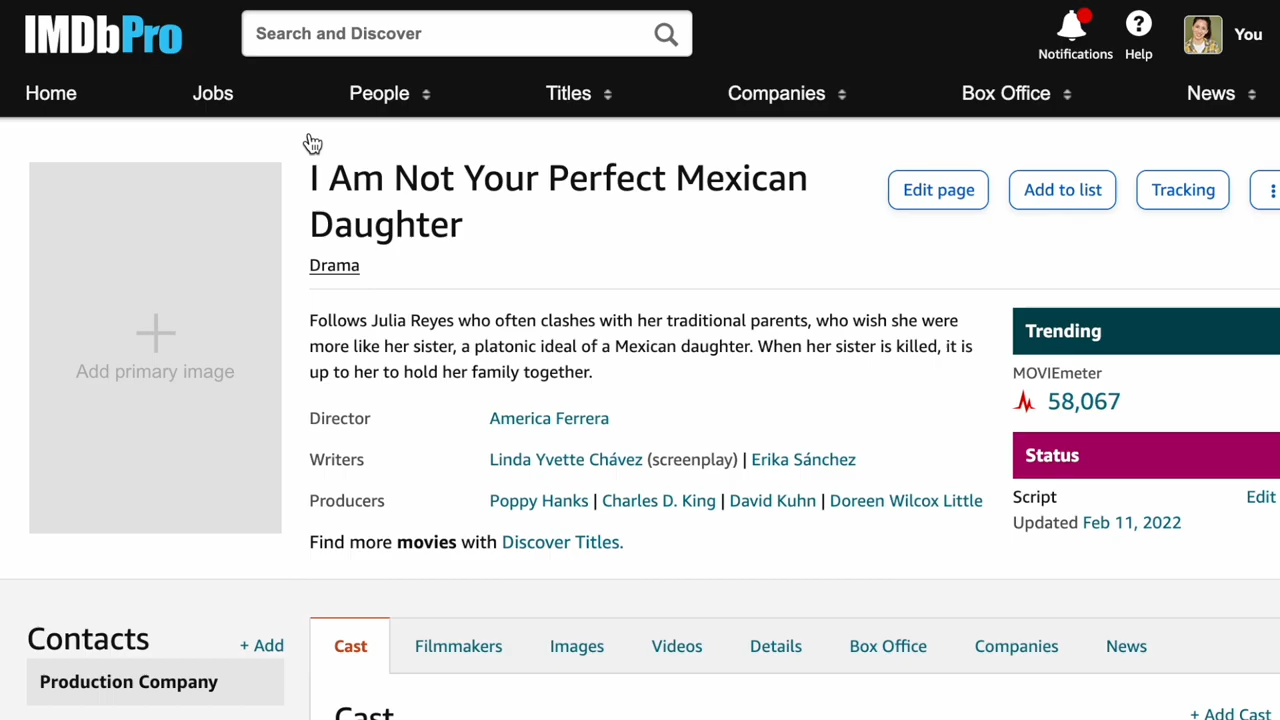 IMDbPro
Search and Discover
Notifications
Help
You
Home
Jobs
People
Titles
Companies
Box Office
News
I Am Not Your Perfect Mexican
Daughter
Edit page
Add to list
Tracking
Drama
Add primary image
Follows Julia Reyes who often clashes with her traditional parents, who wish she were
more like her sister, a platonic ideal of a Mexican daughter. When her sister is killed, it is
up to her to hold her family together.
Director
America Ferrera
Writers
Linda Yvette Chávez (screenplay) | Erika Sánchez
Producers
Poppy Hanks | Charles D. King | David Kuhn | Doreen Wilcox Little
Find more movies with Discover Titles.
Trending
MOVIEmeter
58,067
Status
Script
Edit
Updated Feb 11, 2022
Contacts
+ Add
Production Company
Cast
Filmmakers
Images
Videos
Details
Box Office
Companies
News
Cast
+ Add Cast